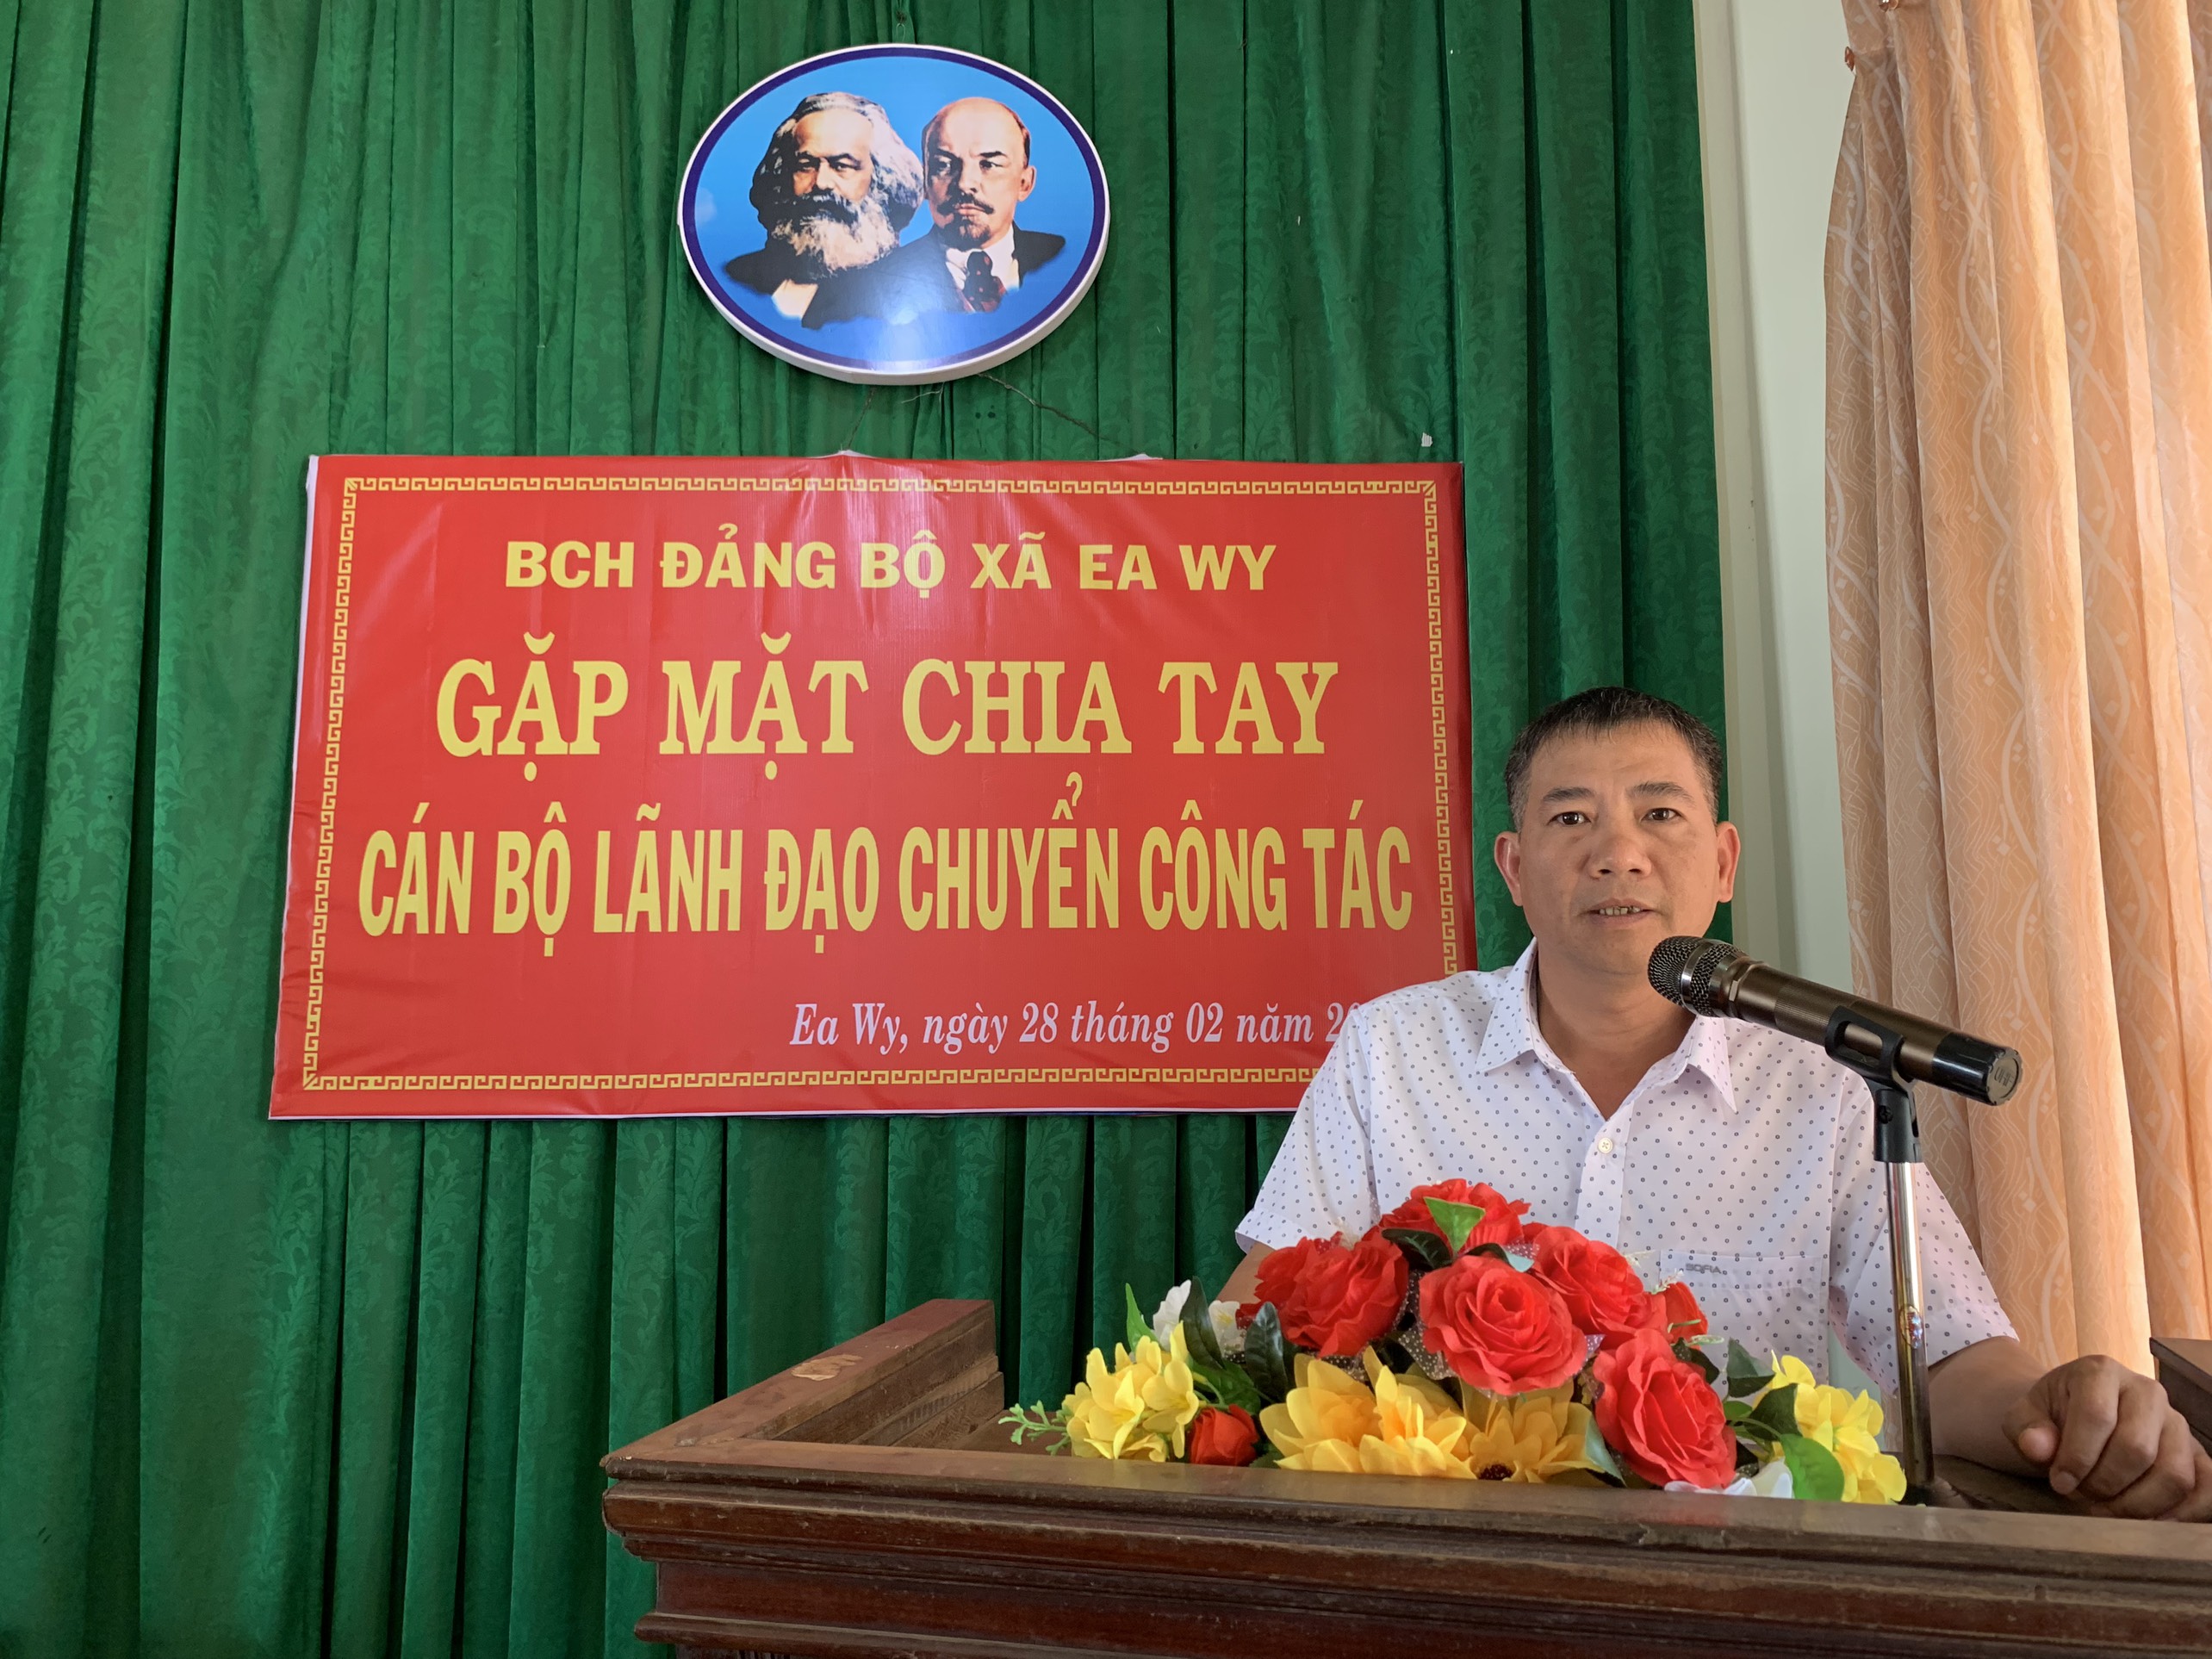 BCH ĐẢNG BỘ XÃ EA WY
GẶP MẶT CHIA TAY
CÁN BỘ LÃNH ĐẠO CHUYỂN CÔNG TÁC
Ea Wy, ngày 28 tháng 02 năm